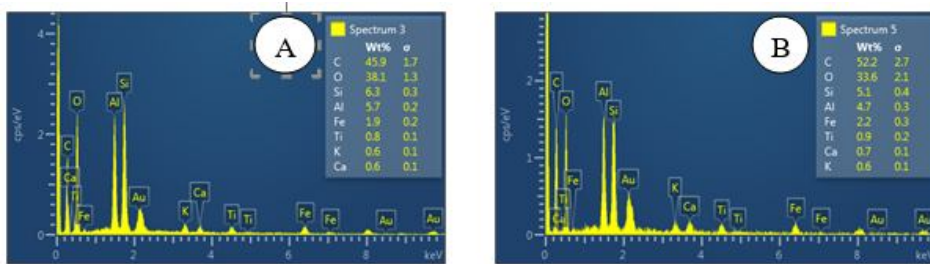 A
Spectrum 3
Wt% σ
C 45.9 1.7
O 38.1 1.3
Si 6.3 0.3
Al 5.7 0.2
Fe 1.9 0.2
Ti 0.8 0.1
K 0.6 0.1
Ca 0.6 0.1
4
2
0
cps/eV
Si
O
Al
C
Ca
Ti
Fe
Au
K
Ca
Ti
Ti
Fe
Fe
Au
Au
0 2 4 6 8 keV
B
Spectrum 5
Wt% σ
C 52.2 2.7
O 33.6 2.1
Si 5.1 0.4
Al 4.7 0.2
Fe 2.2 0.3
Ti 0.9 0.2
Ca 0.7 0.1
K 0.6 0.1
2
1
0
cps/eV
C
O
Al
Si
Fe
Ti
Ca
Au
K
Ca
Ti
Ti
Fe
Fe
Au
Au
0 2 4 6 8 keV